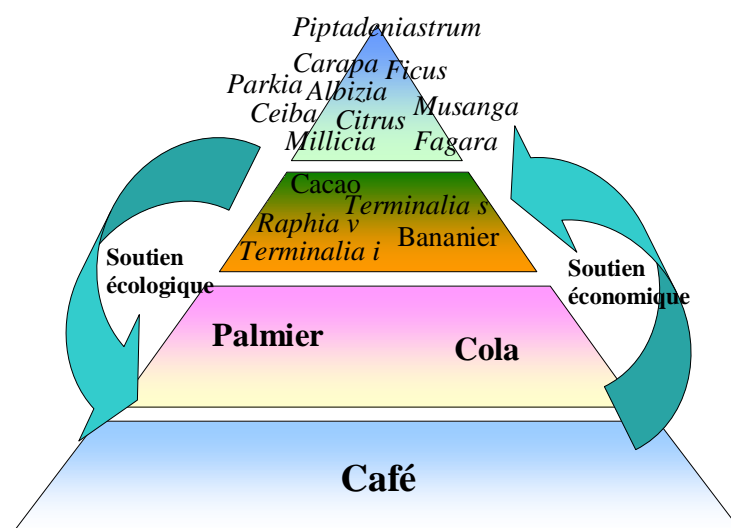 Piptadeniastrum
Carapa
Ficus
Parkia
Albizia
Ceiba
Musanga
Citrus
Millicia
Fagara
Cacao
Terminalia s
Raphia v
Bananier
Terminalia i
Soutien
écologique
Soutien
économique
Palmier
Cola
Café